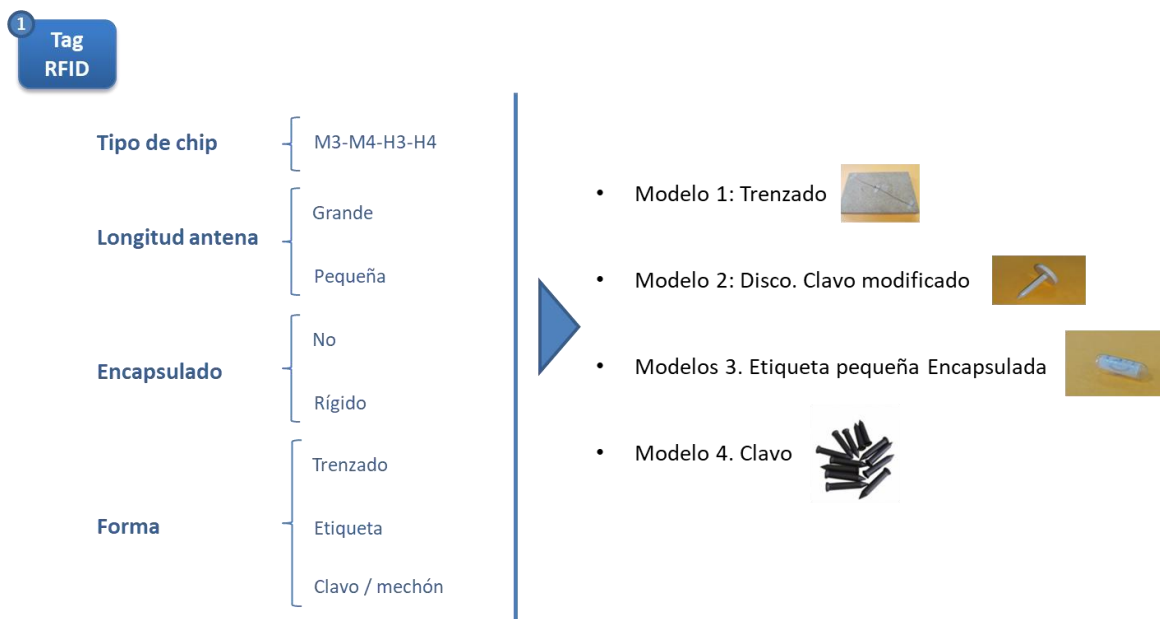 1
Tag
RFID
Tipo de chip
M3-M4-H3-H4
Longitud antena
Grande
Pequeña
Encapsulado
No
Rígido
Forma
Trenzado
Etiqueta
Clavo / mechón
• Modelo 1: Trenzado
• Modelo 2: Disco. Clavo modificado
• Modelos 3. Etiqueta pequeña Encapsulada
• Modelo 4. Clavo